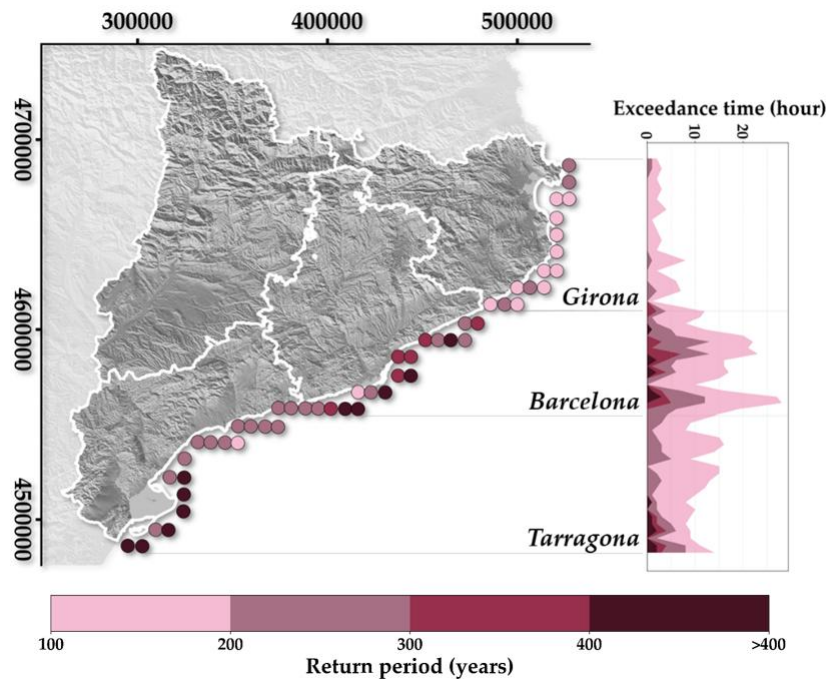 300000 400000 500000
Exceedance time (hour)
0 10 20
4700000
Girona
4600000
Barcelona
4500000
Tarragona
100 200 300 400 >400
Return period (years)